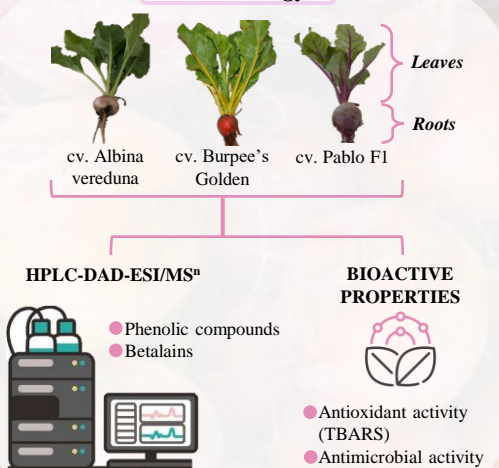 Leaves
Roots
cv. Albina
vereduna
cv. Burpee's
Golden
cv. Pablo F1
HPLC-DAD-ESI/MSⁿ
Phenolic compounds
Betalains
BIOACTIVE
PROPERTIES
Antioxidant activity
(TBARS)
Antimicrobial activity